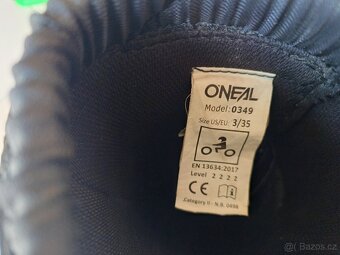 ONEAL
Model: 0349
Size US/EU: 3/35
EN 13634:2017
Level 2 2 2 2
CE i
Category II - N.B. 0498
Bazoš.cz